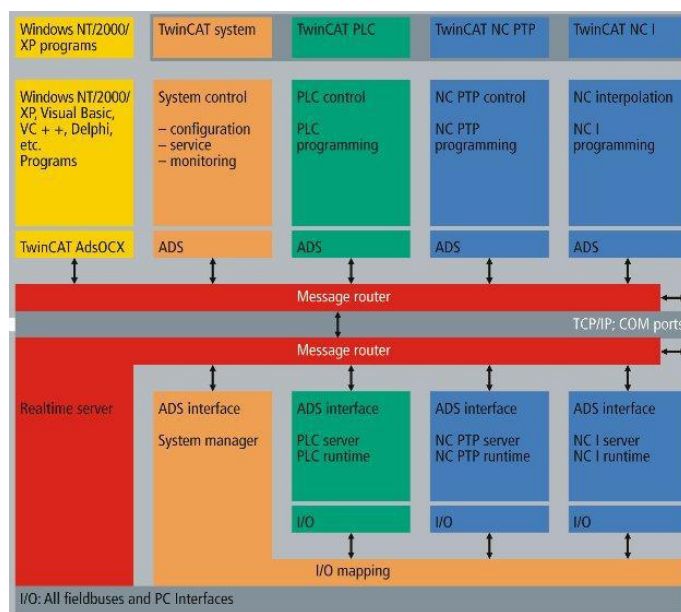 Windows NT/2000/
XP programs
TwinCAT system
TwinCAT PLC
TwinCAT NC PTP
TwinCAT NC I
Windows NT/2000/
XP, Visual Basic,
VC + +, Delphi,
etc.
Programs
System control
– configuration
– service
– monitoring
PLC control
PLC
programming
NC PTP control
NC PTP
programming
NC interpolation
NC I
programming
TwinCAT AdsOCX
ADS
ADS
ADS
ADS
Message router
TCP/IP; COM ports
Message router
Realtime server
ADS interface
System manager
ADS interface
PLC server
PLC runtime
ADS interface
NC PTP server
NC PTP runtime
ADS interface
NC I server
NC I runtime
I/O
I/O
I/O
I/O mapping
I/O: All fieldbuses and PC Interfaces